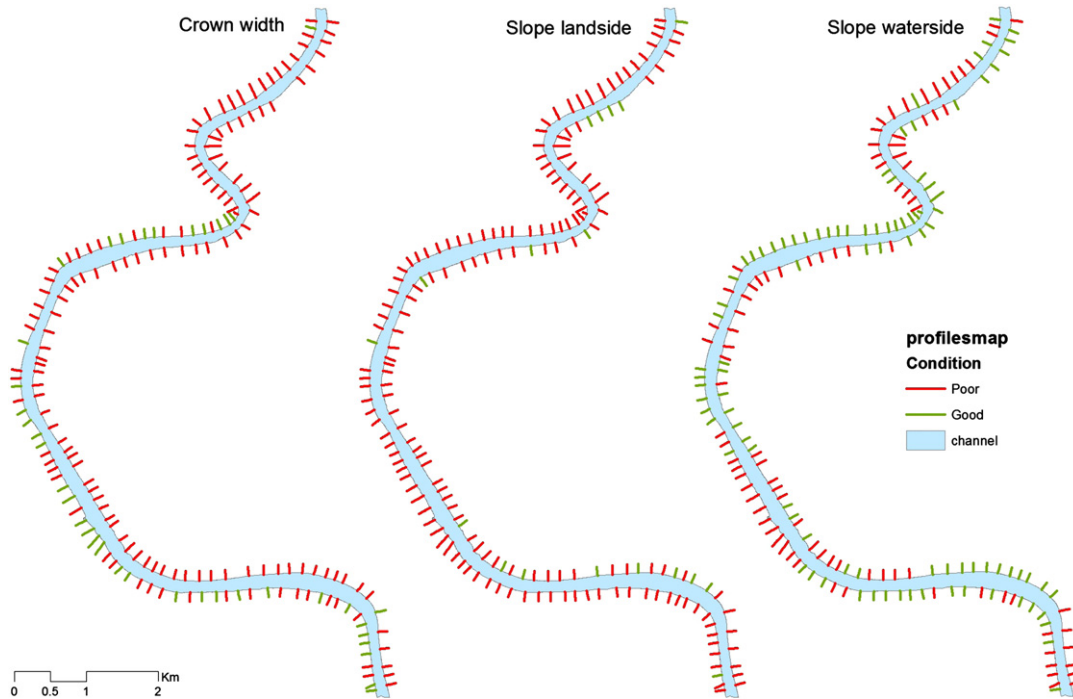 Crown width
Slope landside
Slope waterside
profilesmap
Condition
Poor
Good
channel
Km
0 0.5 1 2